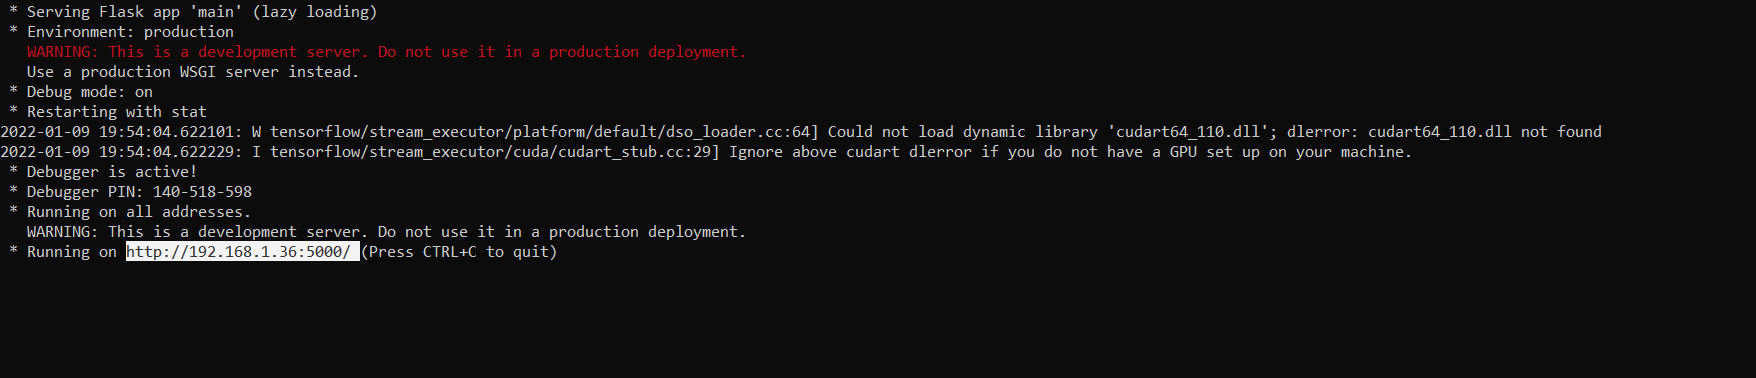 * Serving Flask app 'main' (lazy loading)
* Environment: production
WARNING: This is a development server. Do not use it in a production deployment.
Use a production WSGI server instead.
* Debug mode: on
* Restarting with stat
2022-01-09 19:54:04.622101: W tensorflow/stream_executor/platform/default/dso_loader.cc:64] Could not load dynamic library 'cudart64_110.dll'; dlerror: cudart64_110.dll not found
2022-01-09 19:54:04.622229: I tensorflow/stream_executor/cuda/cudart_stub.cc:29] Ignore above cudart dlerror if you do not have a GPU set up on your machine.
* Debugger is active!
* Debugger PIN: 140-518-598
* Running on all addresses.
WARNING: This is a development server. Do not use it in a production deployment.
* Running on http://192.168.1.36:5000/ (Press CTRL+C to quit)